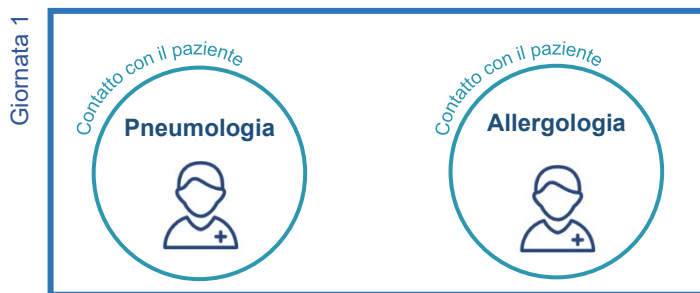 Giornata 1
Contatto con il paziente
Pneumologia
Contatto con il paziente
Allergologia